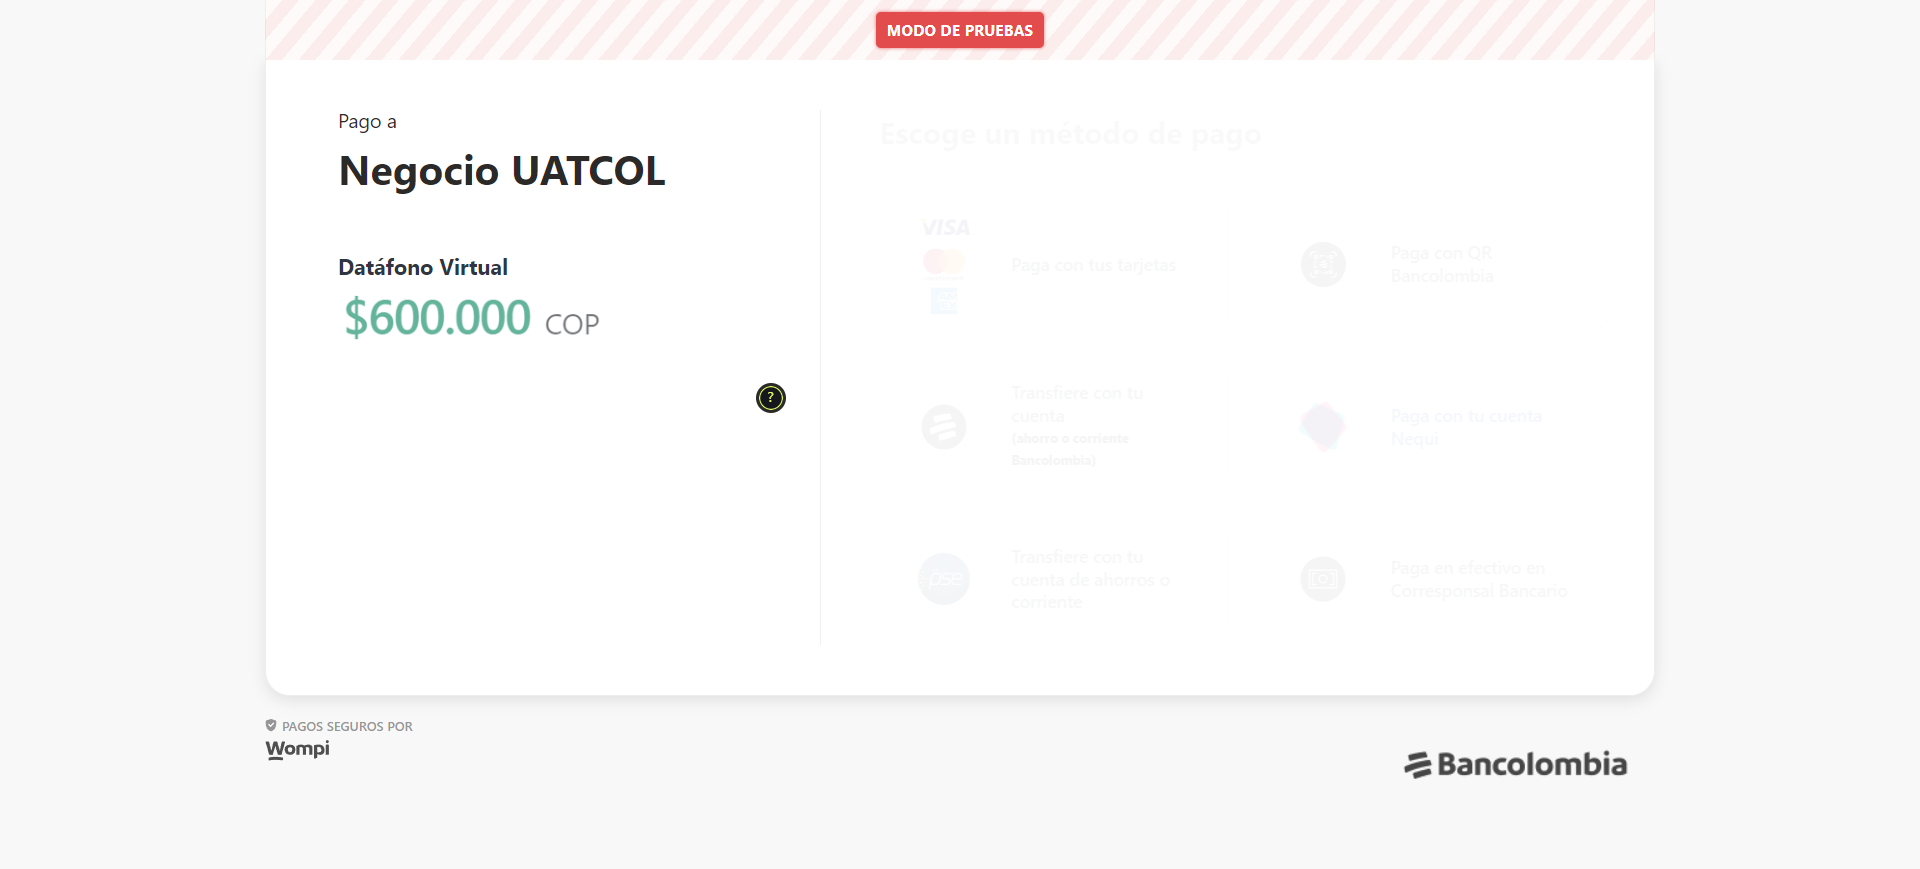 MODO DE PRUEBAS
Pago a
Negocio UATCOL
Datáfono Virtual
$600.000 COP
?
Escoge un método de pago
VISA
Paga con tus tarjetas
Paga con QR
Bancolombia
Transfiere con tu
cuenta
(ahorro o corriente
Bancolombia)
Paga con tu cuenta
Nequi
pse
Transfiere con tu
cuenta de ahorros o
corriente
Paga en efectivo en
Corresponsal Bancario
PAGOS SEGUROS POR
Wompi
Bancolombia